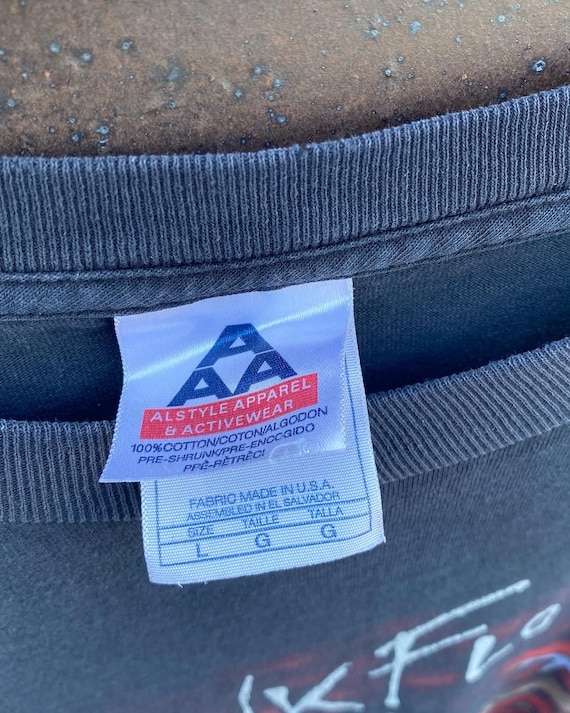 A
AAA
ALSTYLE APPAREL
& ACTIVEWEAR
100%COTTON/COTON/ALGODON
PRE-SHRUNK/PRE-ENCOGIDO
PRÉ-RÉTRÉCI
FABRIC MADE IN U.S.A.
ASSEMBLED IN EL SALVADOR
SIZE TAILLE TALLA
L G G
K FLO